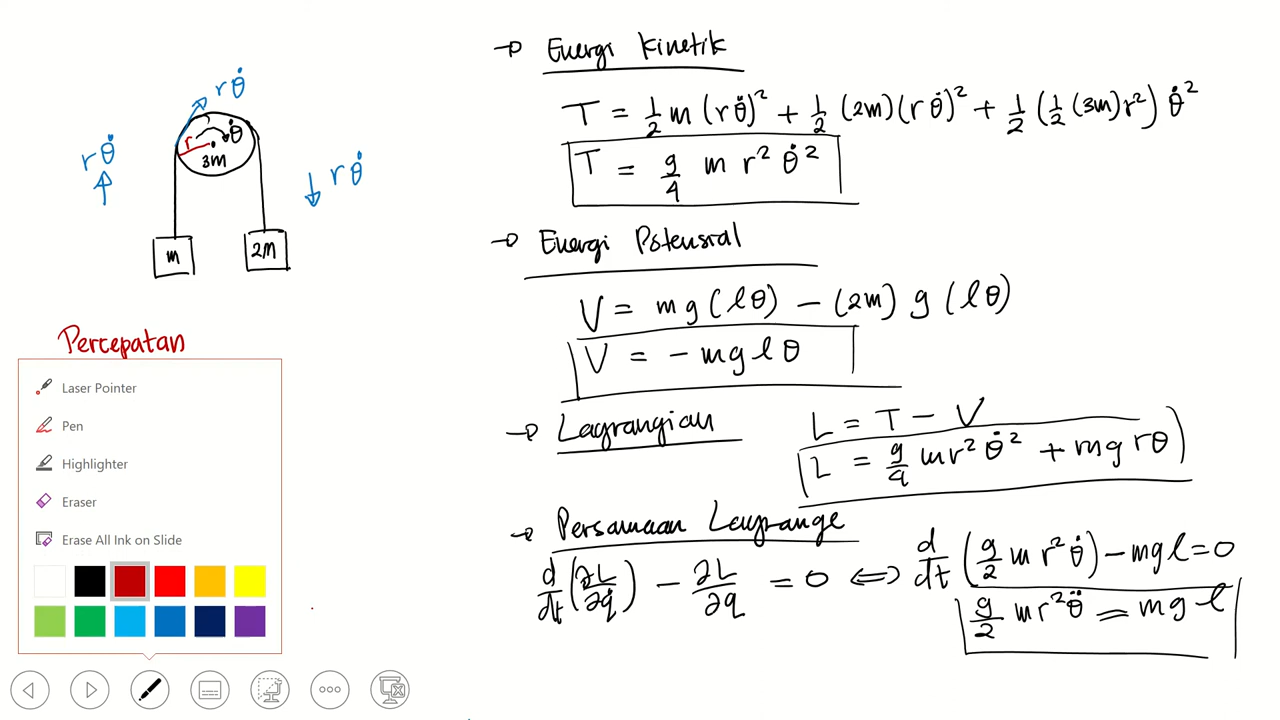 rθ̇
r θ̇
3m
rθ̇
rθ̇
m
2m
Percepatan
Laser Pointer
Pen
Highlighter
Eraser
Erase All Ink on Slide
→ Energi Kinetik
T = 1/2 m (rθ̇)² + 1/2 (2m)(rθ̇)² + 1/2 (1/2 (3m)r²) θ̇²
T = 9/4 m r² θ̇²
→ Energi Potensial
V = mg(lθ) − (2m) g (lθ)
V = − mg l θ
→ Lagrangian
L = T − V
L = 9/4 mr² θ̇² + mg rθ
→ Persamaan Lagrange
d/dt (∂L/∂q̇) − ∂L/∂q = 0 ⟺ d/dt (9/2 m r² θ̇) − mg l = 0
9/2 mr² θ̈ = mg l